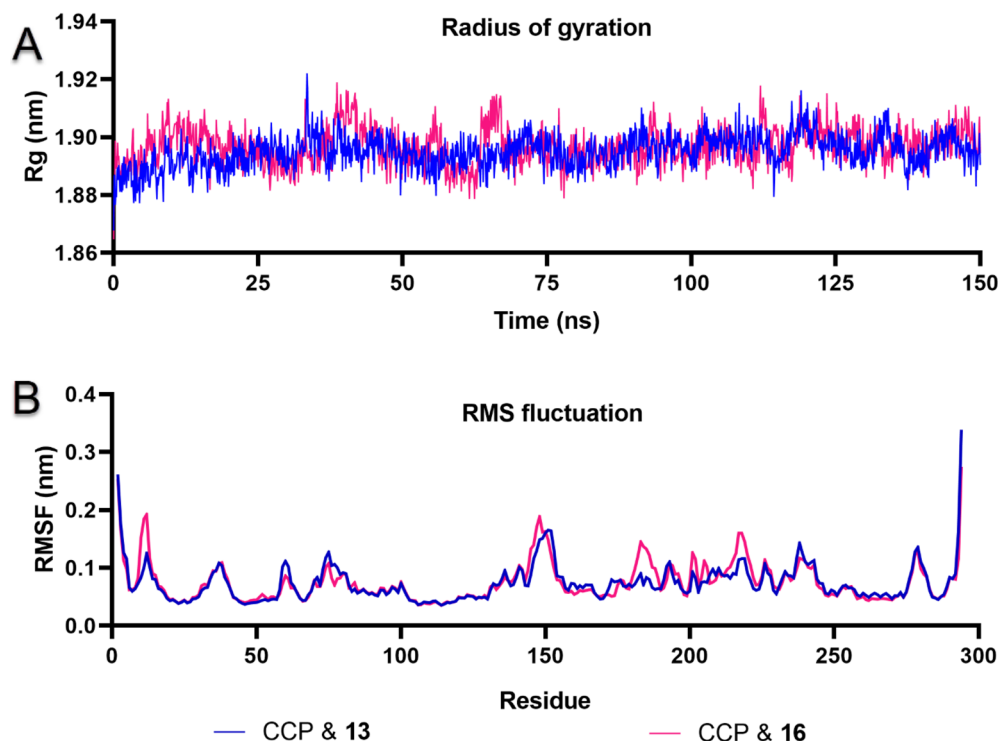 A
Radius of gyration
Rg (nm)
1.94
1.92
1.90
1.88
1.86
0 25 50 75 100 125 150
Time (ns)
B
RMS fluctuation
RMSF (nm)
0.4
0.3
0.2
0.1
0.0
0 50 100 150 200 250 300
Residue
CCP & 13 CCP & 16